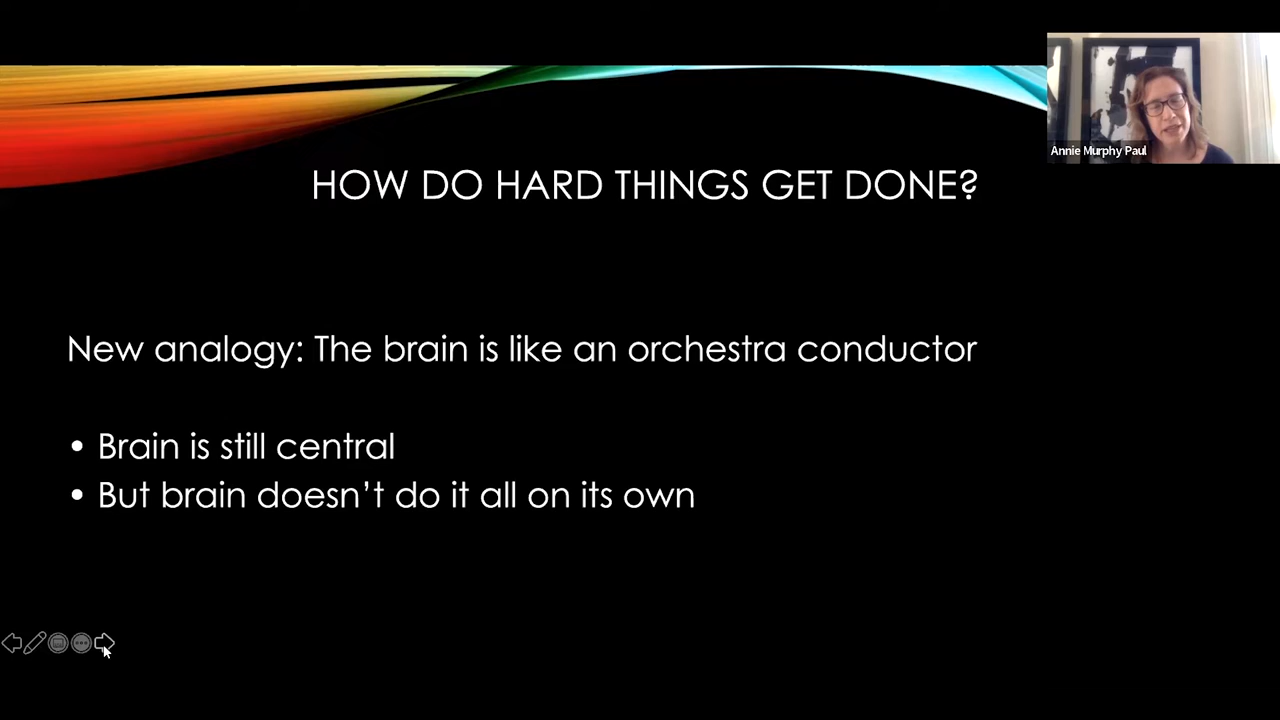 Annie Murphy Paul
HOW DO HARD THINGS GET DONE?
New analogy: The brain is like an orchestra conductor
• Brain is still central
• But brain doesn’t do it all on its own